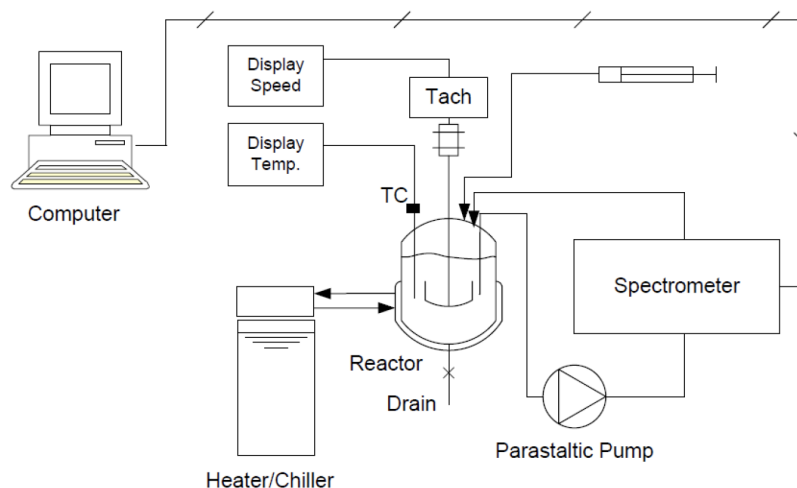 Display
Speed
Tach
Display
Temp.
Computer
TC
Spectrometer
Reactor
Drain
Parastaltic Pump
Heater/Chiller